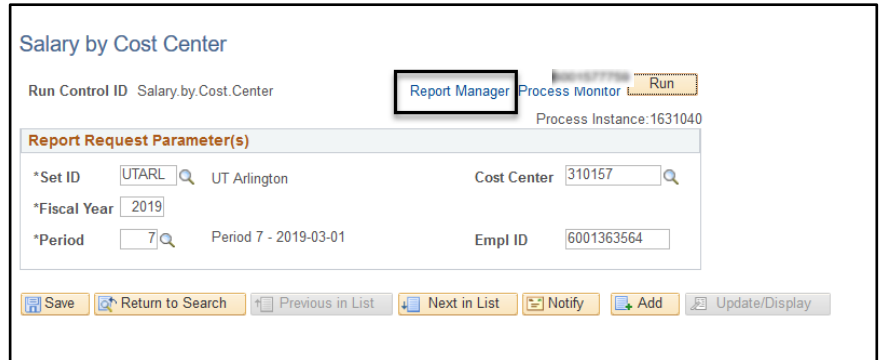 Salary by Cost Center
Run Control ID Salary.by.Cost.Center Report Manager Process Monitor Run
Process Instance:1631040
Report Request Parameter(s)
*Set ID UTARL UT Arlington Cost Center 310157
*Fiscal Year 2019
*Period 7 Period 7 - 2019-03-01 Empl ID 6001363564
Save Return to Search Previous in List Next in List Notify Add Update/Display